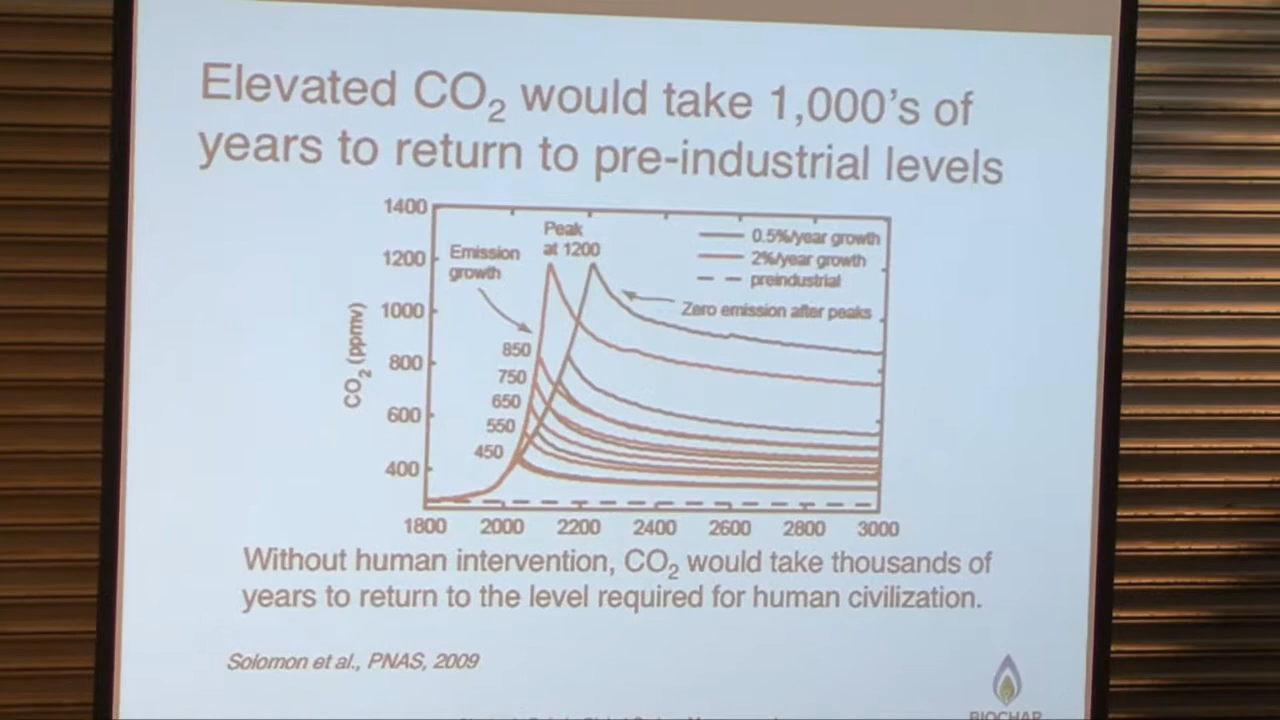 Elevated CO₂ would take 1,000's of
years to return to pre-industrial levels
1400
1200
1000
800
600
400
CO₂ (ppmv)
Emission
growth
Peak
at 1200
0.5%/year growth
2%/year growth
preindustrial
Zero emission after peaks
850
750
650
550
450
1800 2000 2200 2400 2600 2800 3000
Without human intervention, CO₂ would take thousands of
years to return to the level required for human civilization.
Solomon et al., PNAS, 2009
BIOCHAR